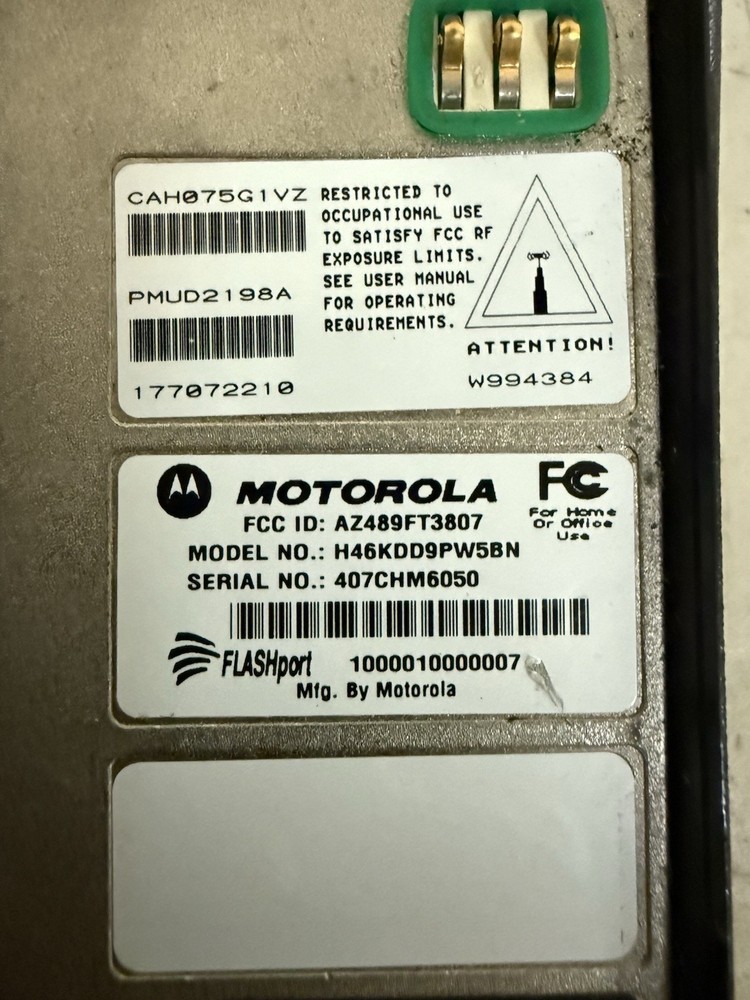 CAH075G1VZ
RESTRICTED TO
OCCUPATIONAL USE
TO SATISFY FCC RF
EXPOSURE LIMITS.
SEE USER MANUAL
FOR OPERATING
REQUIREMENTS.
PMUD2198A
177072210
ATTENTION!
W994384
MOTOROLA
FC
For Home
Or Office
Use
FCC ID: AZ489FT3807
MODEL NO.: H46KDD9PW5BN
SERIAL NO.: 407CHM6050
FLASHport 1000010000007
Mfg. By Motorola